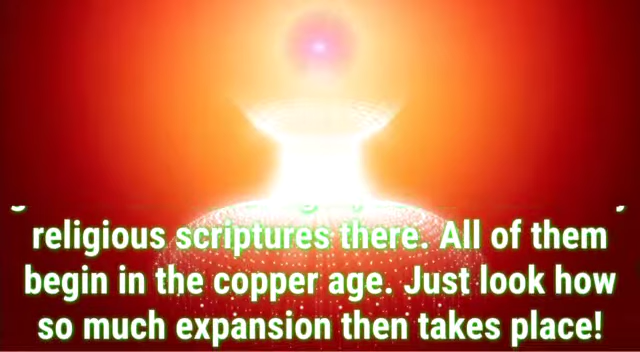 religious scriptures there. All of them
begin in the copper age. Just look how
so much expansion then takes place!